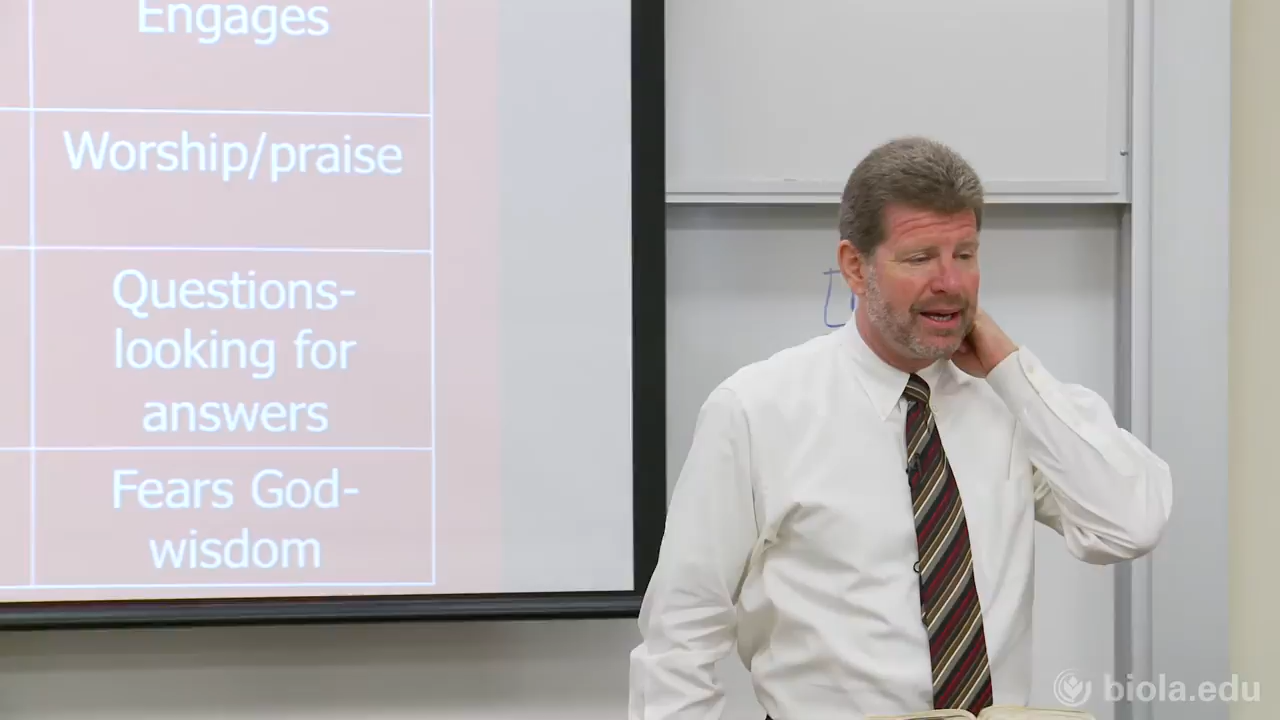 Engages
Worship/praise
Questions-
looking for
answers
Fears God-
wisdom
biola.edu